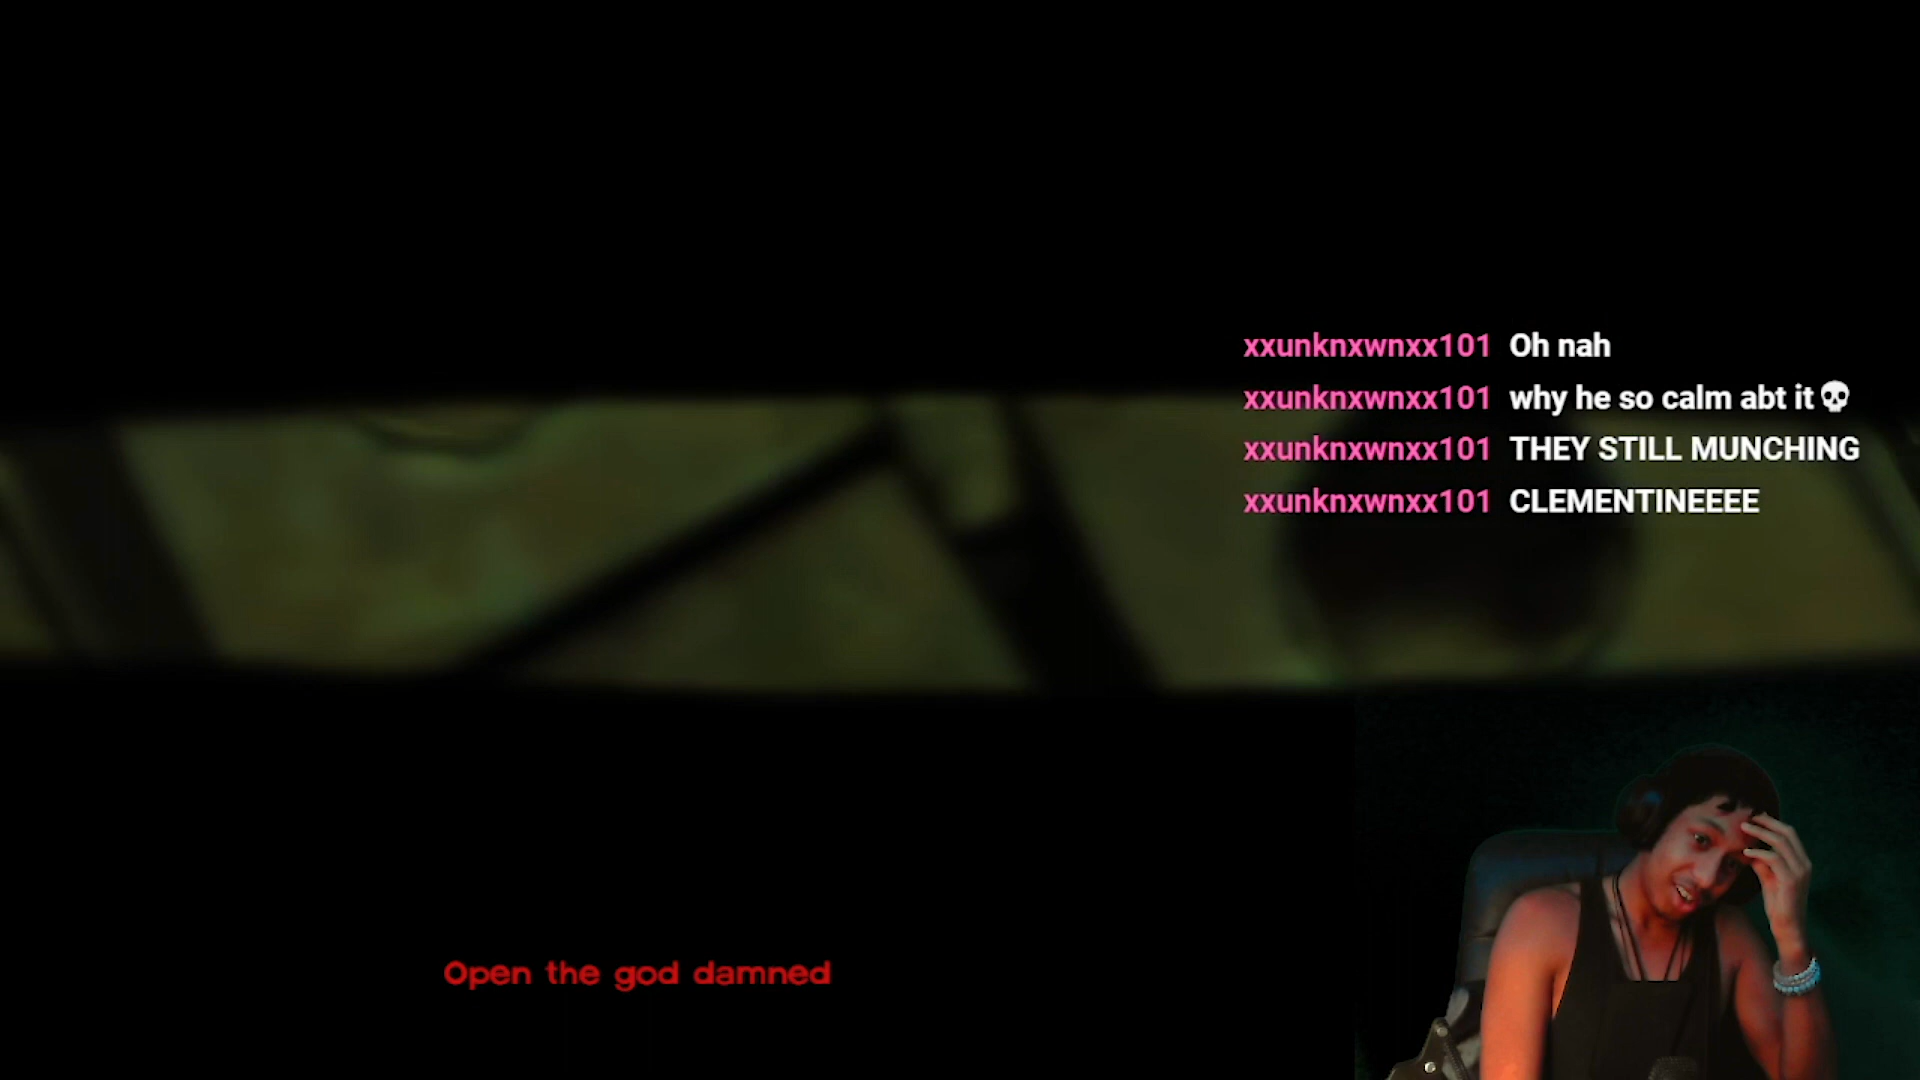 xxunknxwnxx101 Oh nah
xxunknxwnxx101 why he so calm abt it💀
xxunknxwnxx101 THEY STILL MUNCHING
xxunknxwnxx101 CLEMENTINEEEE
Open the god damned